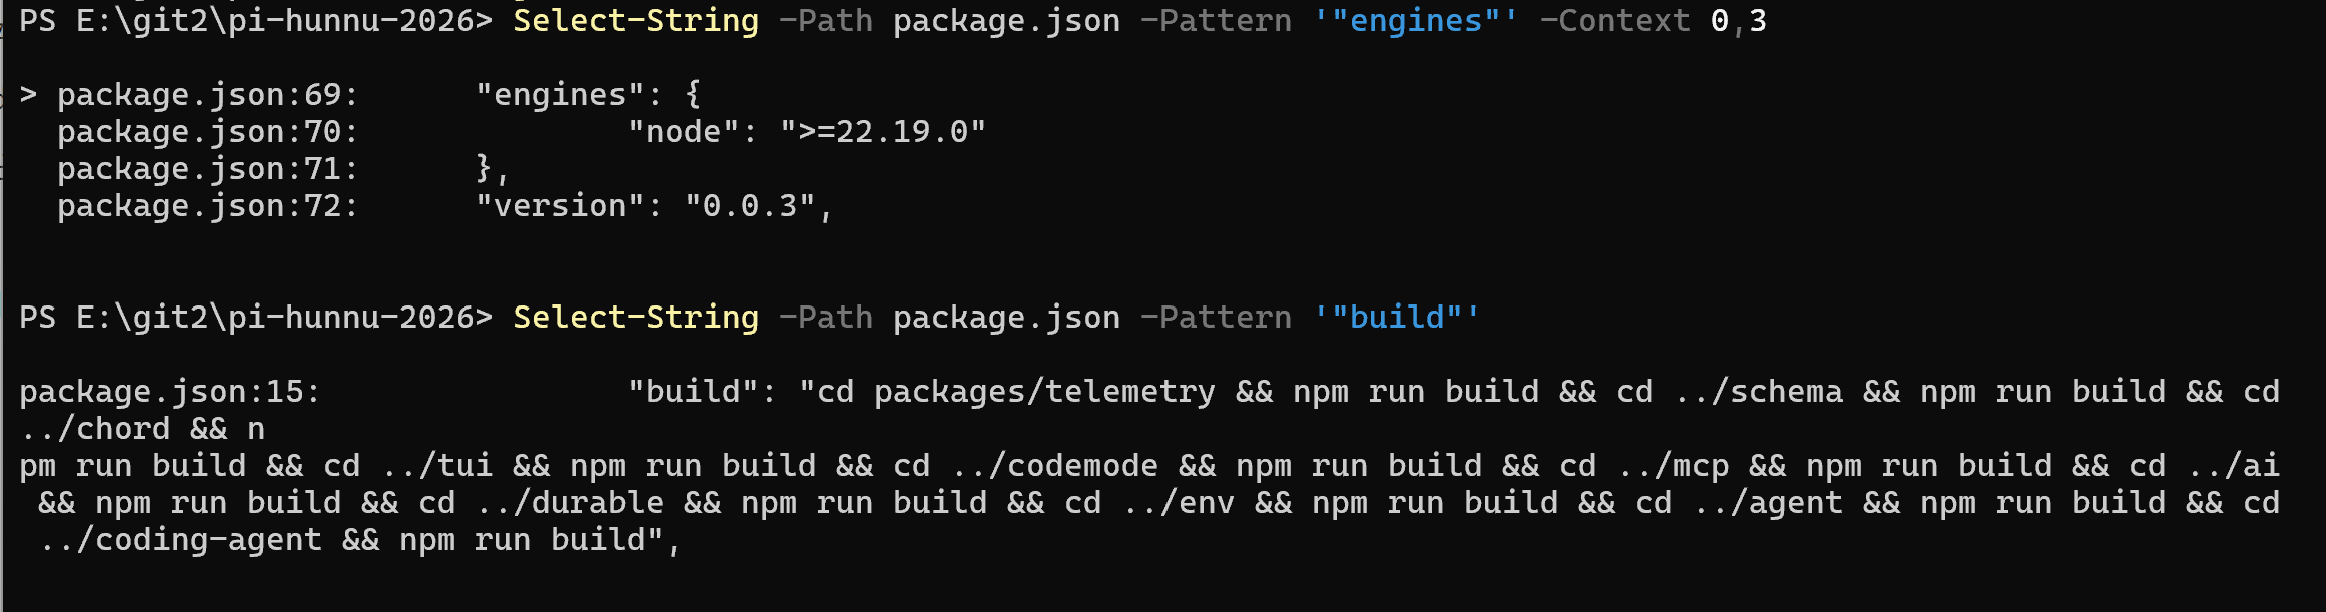 PS E:\git2\pi-hunnu-2026> Select-String -Path package.json -Pattern '"engines"' -Context 0,3
> package.json:69:      "engines": {
  package.json:70:              "node": ">=22.19.0"
  package.json:71:      },
  package.json:72:      "version": "0.0.3",
PS E:\git2\pi-hunnu-2026> Select-String -Path package.json -Pattern '"build"'
package.json:15:                "build": "cd packages/telemetry && npm run build && cd ../schema && npm run build && cd
../chord && n
pm run build && cd ../tui && npm run build && cd ../codemode && npm run build && cd ../mcp && npm run build && cd ../ai
 && npm run build && cd ../durable && npm run build && cd ../env && npm run build && cd ../agent && npm run build && cd
 ../coding-agent && npm run build",